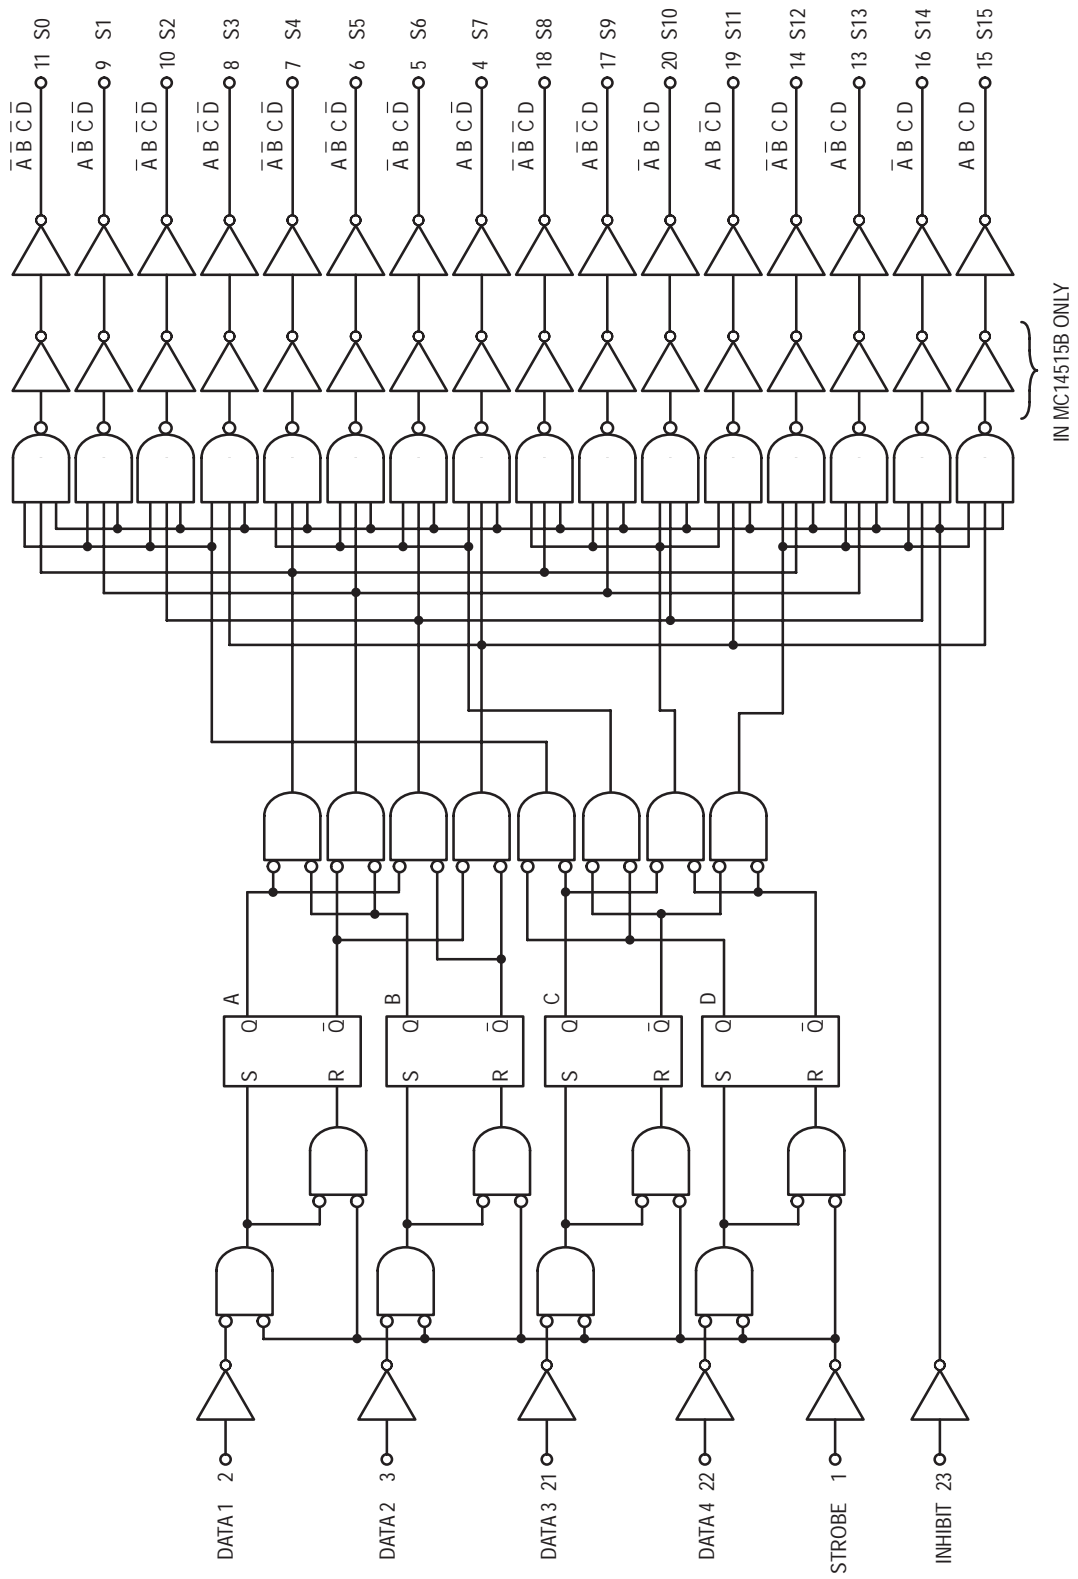 A̅ B̅ C̅ D̅ 11 S0
A B̅ C̅ D̅ 9 S1
A̅ B C̅ D̅ 10 S2
A B C̅ D̅ 8 S3
A̅ B̅ C D̅ 7 S4
A B̅ C D̅ 6 S5
A̅ B C D̅ 5 S6
A B C D̅ 4 S7
A̅ B̅ C̅ D 18 S8
A B̅ C̅ D 17 S9
A̅ B C̅ D 20 S10
A B C̅ D 19 S11
A̅ B̅ C D 14 S12
A B̅ C D 13 S13
A̅ B C D 16 S14
A B C D 15 S15
IN MC14515B ONLY
DATA 1 2
A
S Q
R Q̅
DATA 2 3
B
S Q
R Q̅
DATA 3 21
C
S Q
R Q̅
DATA 4 22
D
S Q
R Q̅
STROBE 1
INHIBIT 23